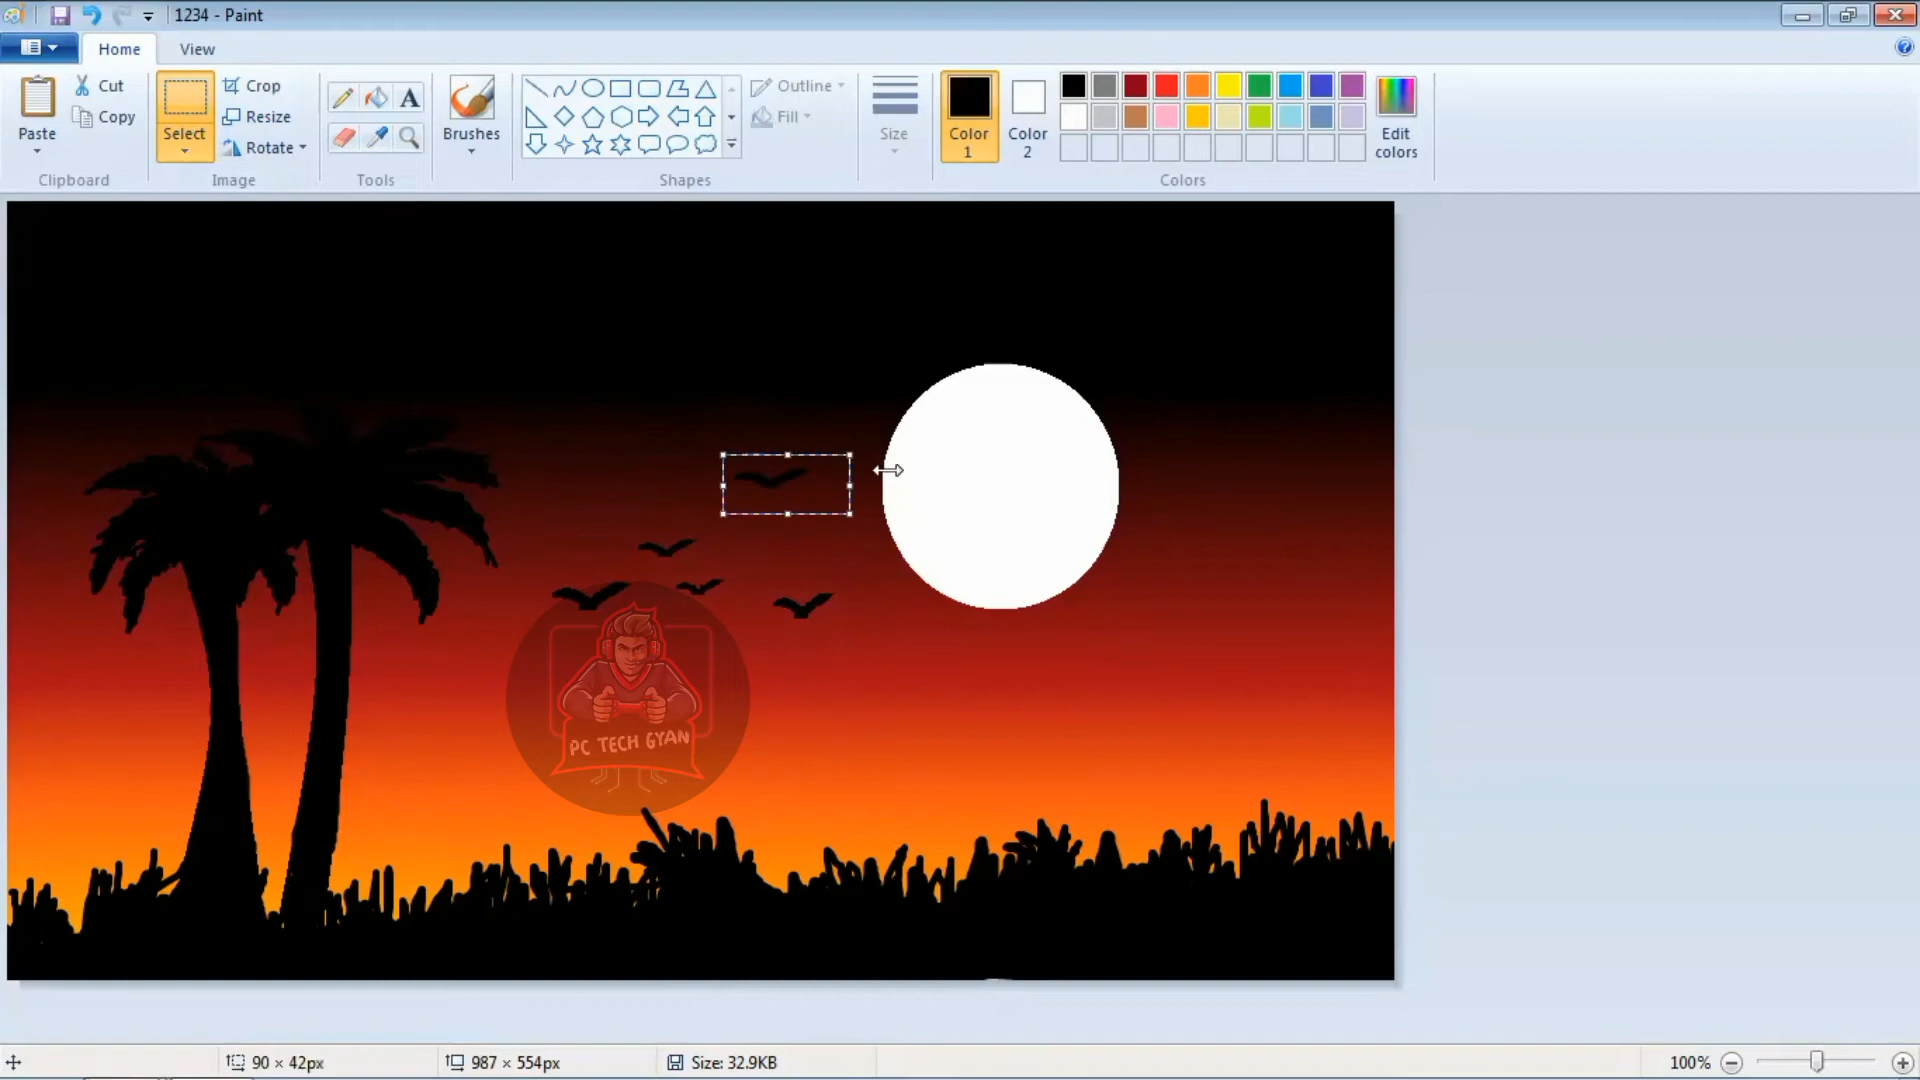 1234 - Paint
Home
View
Paste
Cut
Copy
Clipboard
Select
Crop
Resize
Rotate
Image
A
Tools
Brushes
Shapes
Outline
Fill
Size
Color
1
Color
2
Edit
colors
Colors
PC TECH GYAN
90 × 42px
987 × 554px
Size: 32.9KB
100%